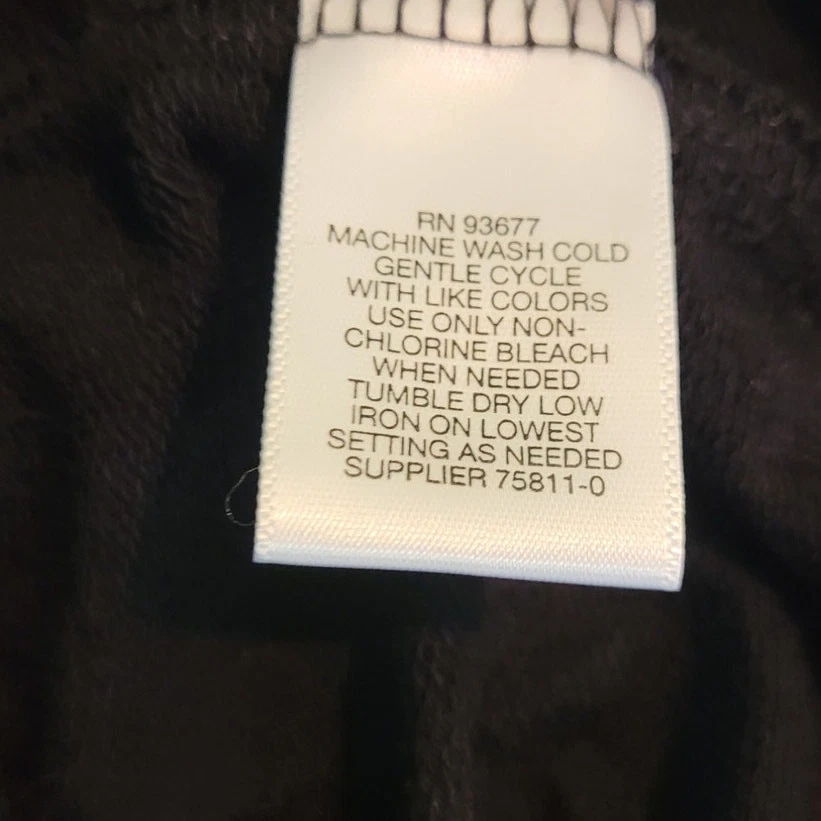 RN 93677
MACHINE WASH COLD
GENTLE CYCLE
WITH LIKE COLORS
USE ONLY NON-
CHLORINE BLEACH
WHEN NEEDED
TUMBLE DRY LOW
IRON ON LOWEST
SETTING AS NEEDED
SUPPLIER 75811-0